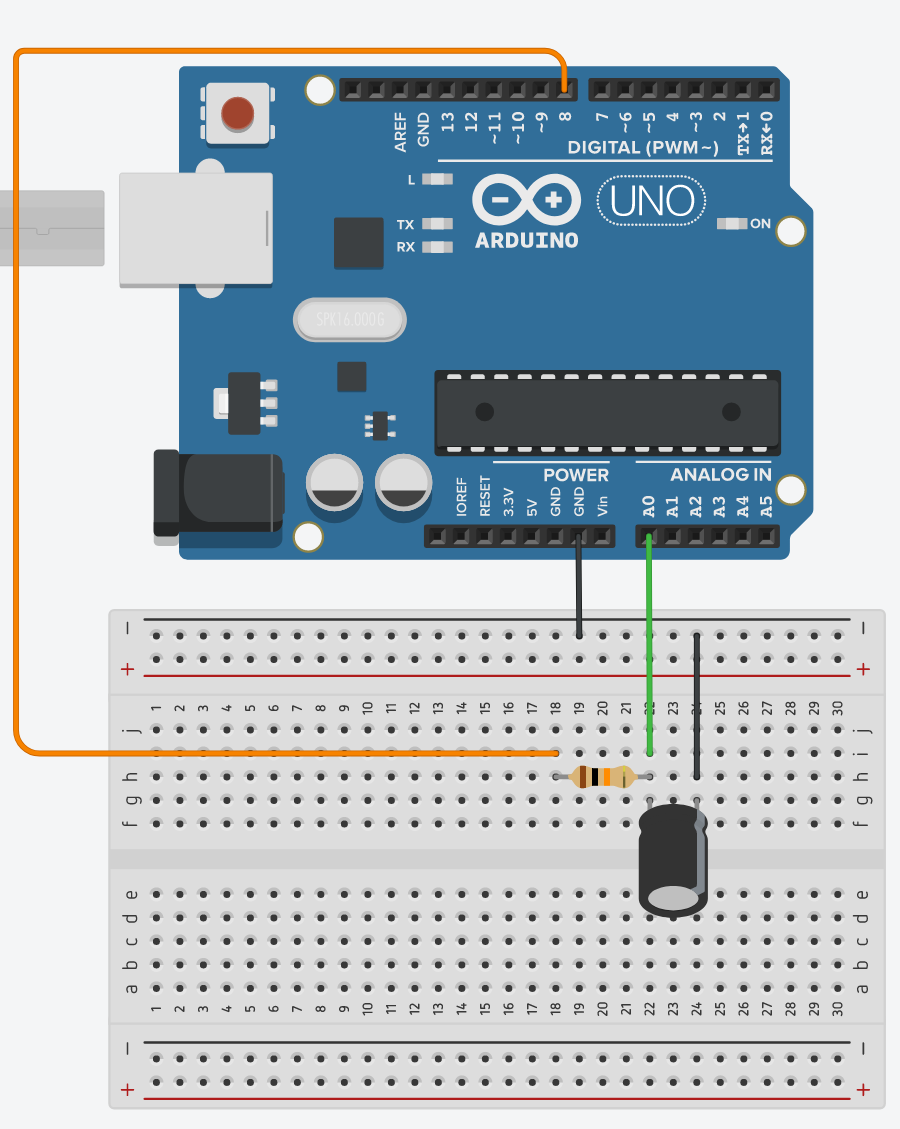 AREF
GND
13
12
~11
~10
~9
8
7
~6
~5
4
~3
2
TX→1
RX←0
DIGITAL (PWM~)
L
TX
RX
ARDUINO
UNO
ON
SPK16.000G
POWER
ANALOG IN
IOREF
RESET
3.3V
5V
GND
GND
Vin
A0
A1
A2
A3
A4
A5
− −
+ +
1 2 3 4 5 6 7 8 9 10 11 12 13 14 15 16 17 18 19 20 21 22 23 24 25 26 27 28 29 30
j j
i
h h
g g
f f
e e
d d
c c
b b
a a
1 2 3 4 5 6 7 8 9 10 11 12 13 14 15 16 17 18 19 20 21 22 23 24 25 26 27 28 29 30
− −
+ +